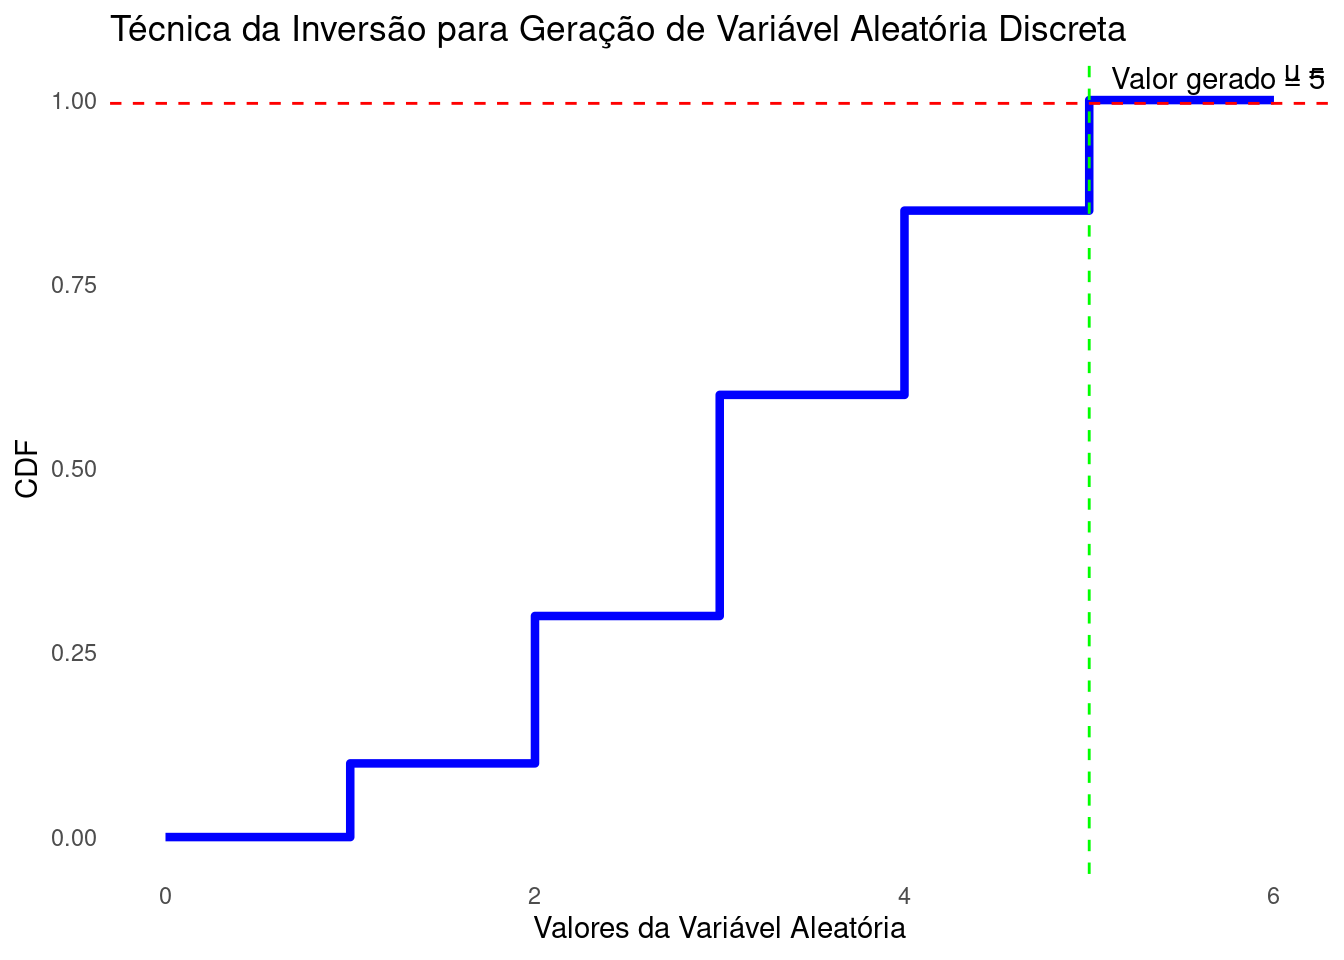 Técnica da Inversão para Geração de Variável Aleatória Discreta
Valor gerado = 5
u =
1.00
0.75
0.50
0.25
0.00
CDF
0 2 4 6
Valores da Variável Aleatória